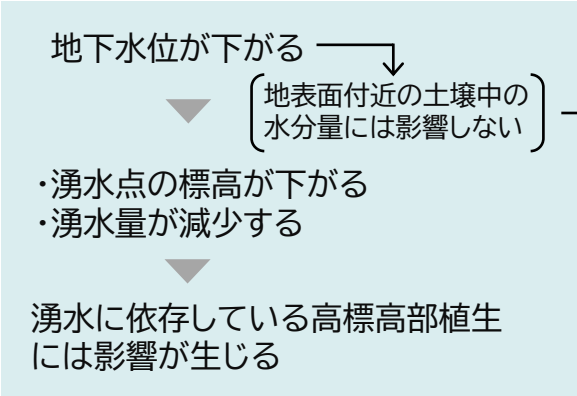 地下水位が下がる
地表面付近の土壌中の
水分量には影響しない
・湧水点の標高が下がる
・湧水量が減少する
湧水に依存している高標高部植生
には影響が生じる